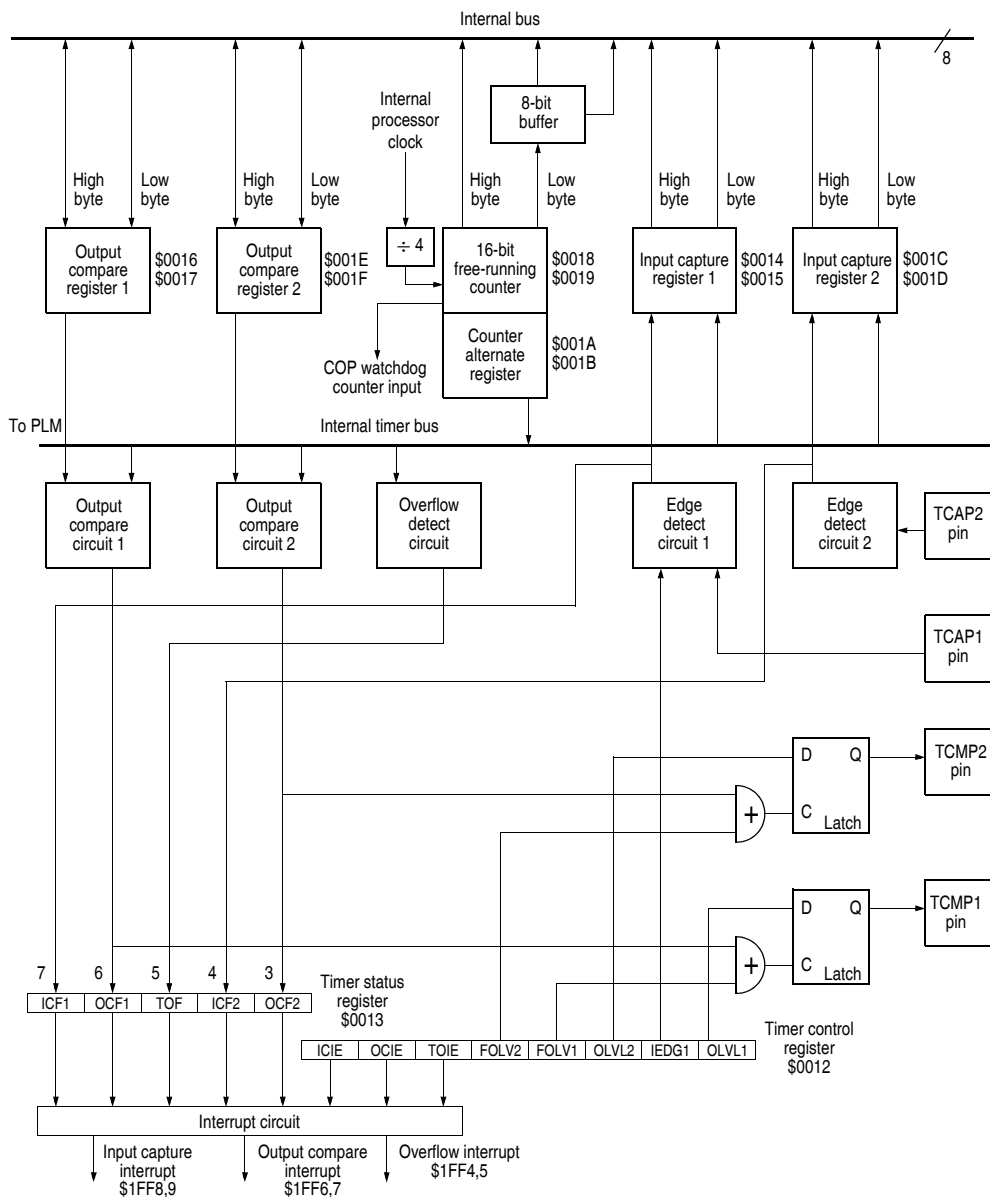 Internal bus
8
Internal
processor
clock
8-bit
buffer
High
byte
Low
byte
High
byte
Low
byte
High
byte
Low
byte
High
byte
Low
byte
High
byte
Low
byte
Output
compare
register 1
$0016
$0017
Output
compare
register 2
$001E
$001F
÷ 4
16-bit
free-running
counter
$0018
$0019
Input capture
register 1
$0014
$0015
Input capture
register 2
$001C
$001D
Counter
alternate
register
$001A
$001B
COP watchdog
counter input
To PLM
Internal timer bus
Output
compare
circuit 1
Output
compare
circuit 2
Overflow
detect
circuit
Edge
detect
circuit 1
Edge
detect
circuit 2
TCAP2
pin
TCAP1
pin
D Q
C
Latch
+
TCMP2
pin
D Q
C
Latch
+
TCMP1
pin
7 6 5 4 3
ICF1 OCF1 TOF ICF2 OCF2
Timer status
register
$0013
ICIE OCIE TOIE FOLV2 FOLV1 OLVL2 IEDG1 OLVL1
Timer control
register
$0012
Interrupt circuit
Input capture
interrupt
$1FF8,9
Output compare
interrupt
$1FF6,7
Overflow interrupt
$1FF4,5